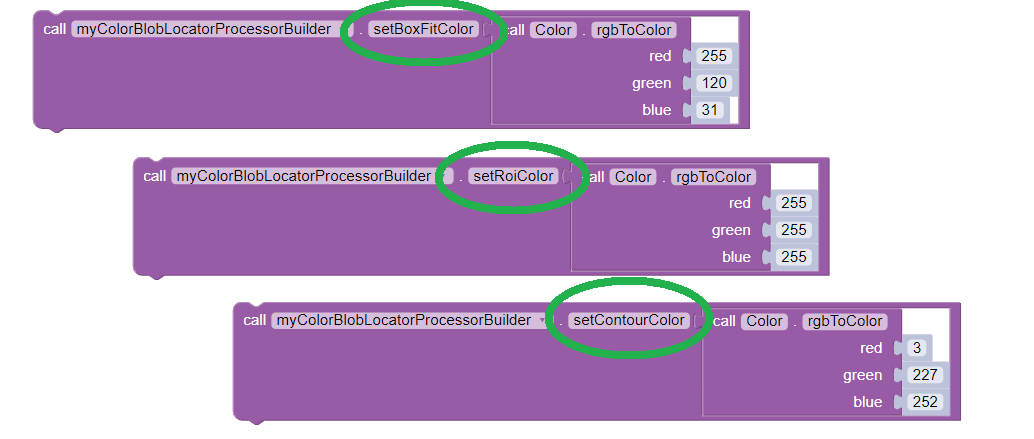 call myColorBlobLocatorProcessorBuilder . setBoxFitColor call Color . rgbToColor
red 255
green 120
blue 31
call myColorBlobLocatorProcessorBuilder . setRoiColor call Color . rgbToColor
red 255
green 255
blue 255
call myColorBlobLocatorProcessorBuilder . setContourColor call Color . rgbToColor
red 3
green 227
blue 252